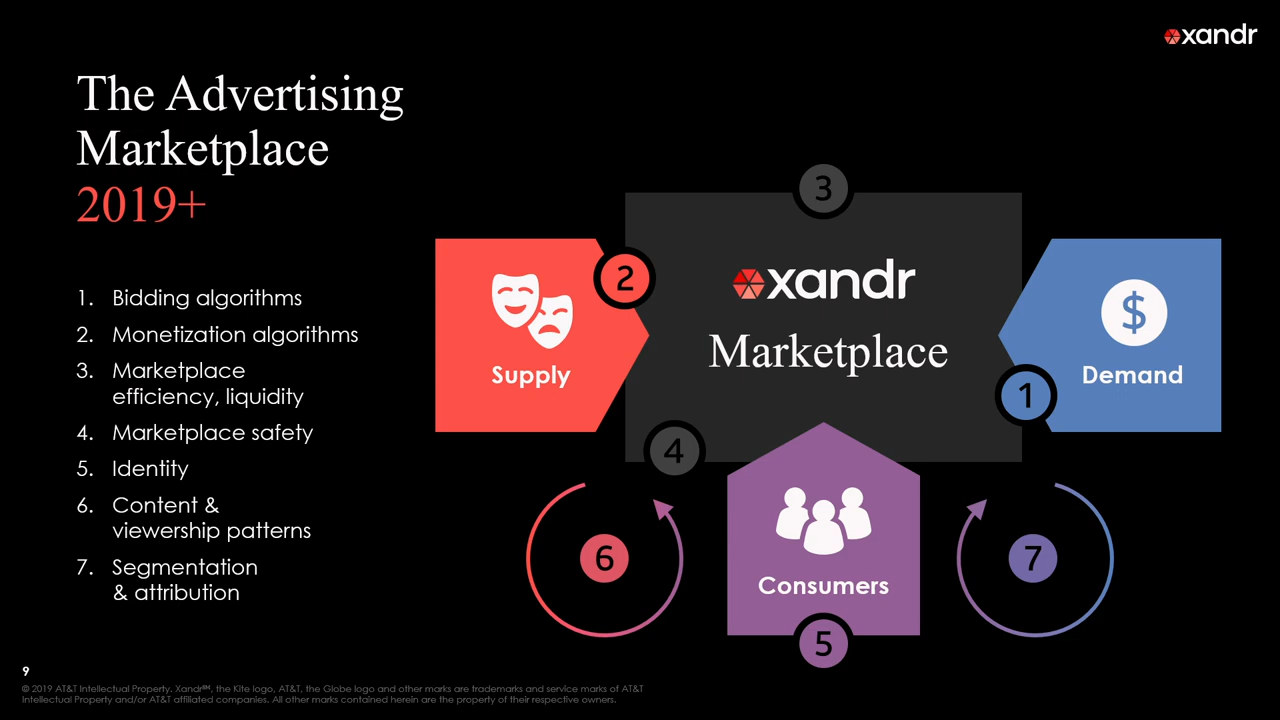 xandr
The Advertising
Marketplace
2019+
1. Bidding algorithms
2. Monetization algorithms
3. Marketplace
efficiency, liquidity
4. Marketplace safety
5. Identity
6. Content &
viewership patterns
7. Segmentation
& attribution
3
2
xandr
Marketplace
Supply
$
Demand
1
4
6
7
Consumers
5
9
© 2019 AT&T Intellectual Property. Xandr℠, the Kite logo, AT&T, the Globe logo and other marks are trademarks and service marks of AT&T
Intellectual Property and/or AT&T affiliated companies. All other marks contained herein are the property of their respective owners.